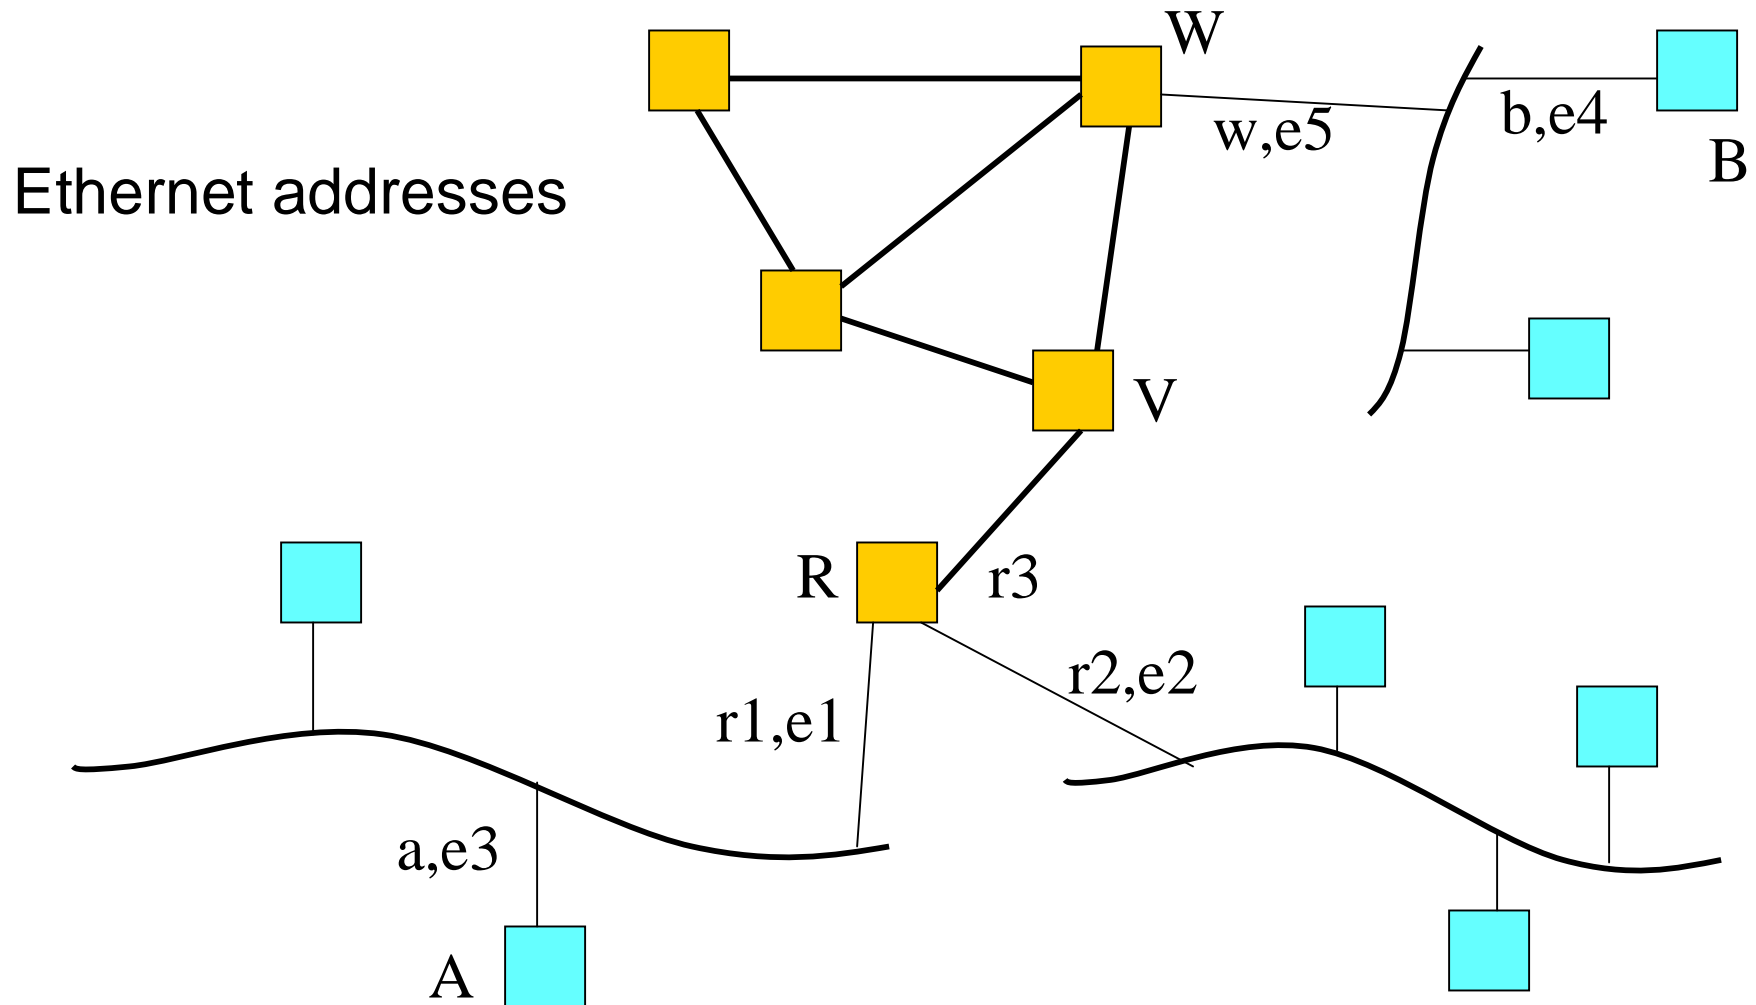 W
b,e4
w,e5
B
Ethernet addresses
V
R
r3
r2,e2
r1,e1
a,e3
A